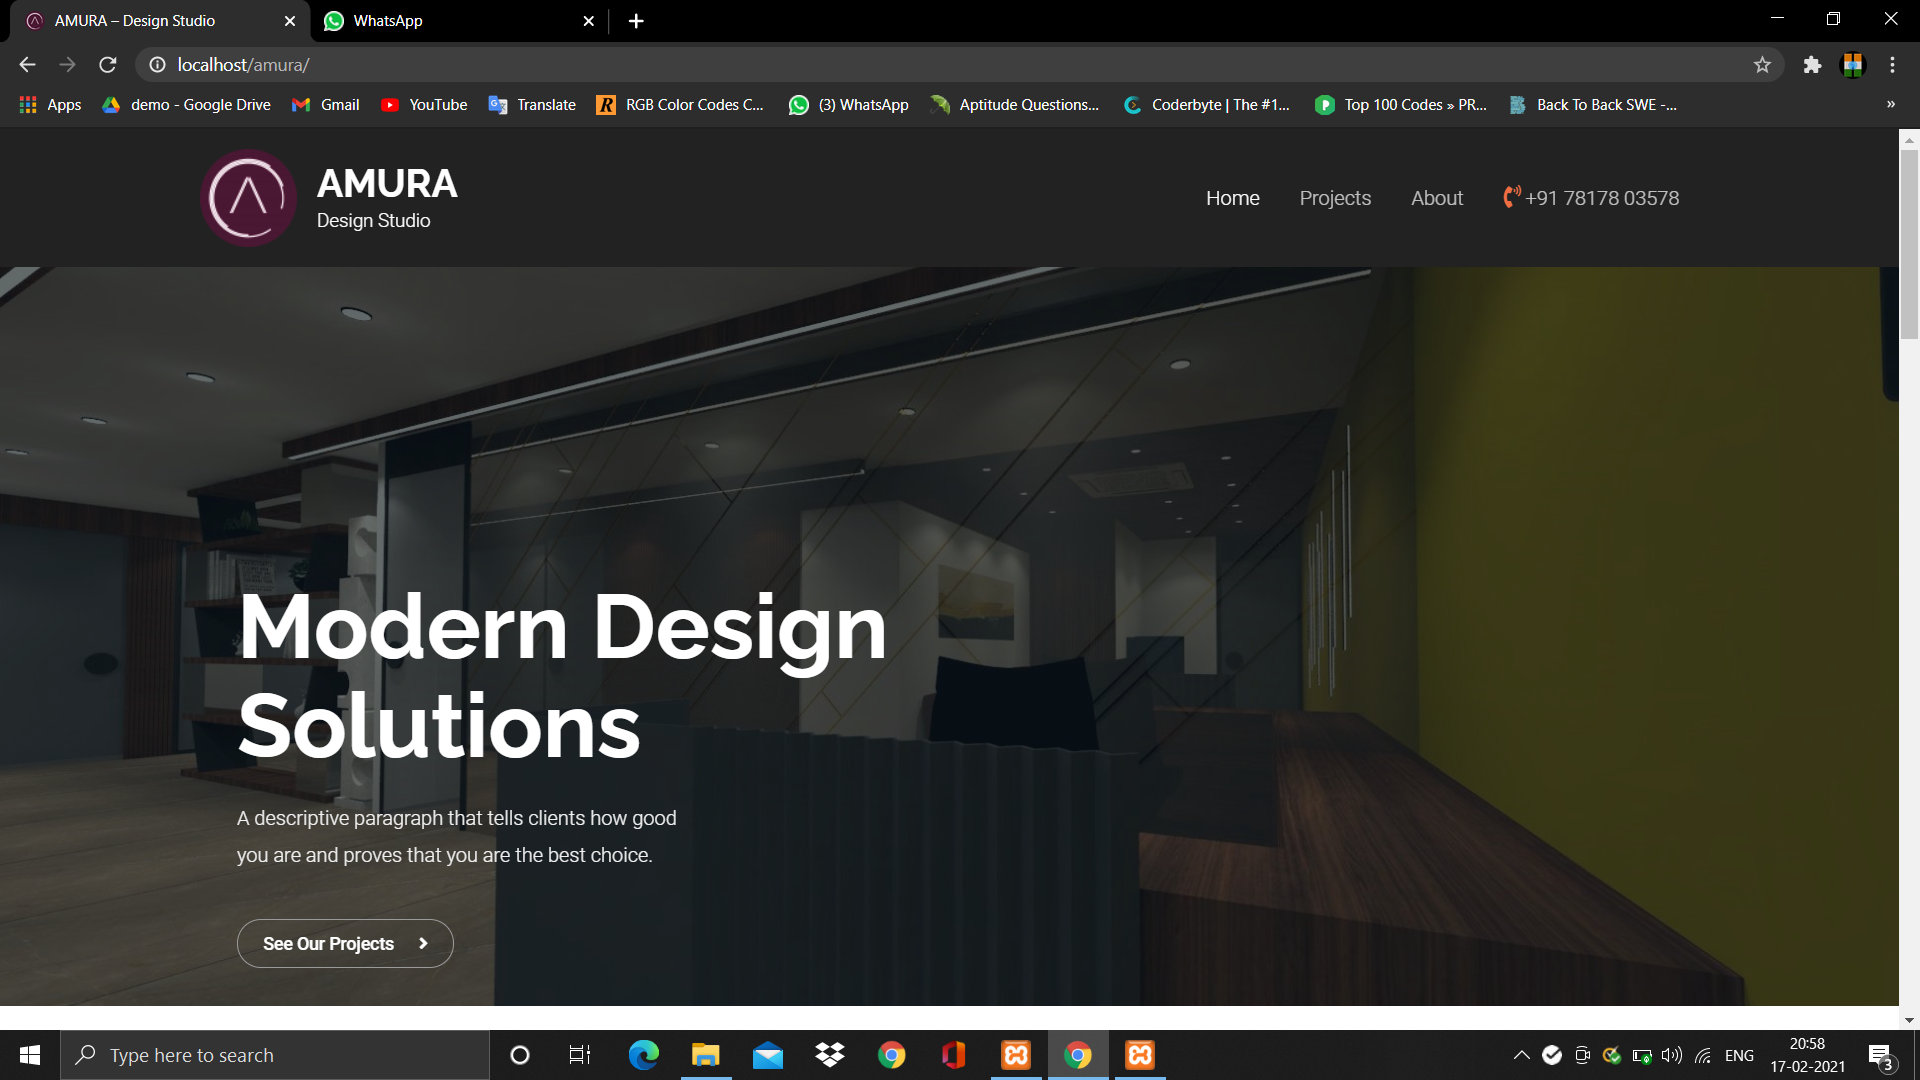 AMURA – Design Studio
WhatsApp
localhost/amura/
Apps
demo - Google Drive
Gmail
YouTube
Translate
RGB Color Codes C...
(3) WhatsApp
Aptitude Questions...
Coderbyte | The #1...
Top 100 Codes » PR...
Back To Back SWE -...
»
AMURA
Design Studio
Home
Projects
About
+91 78178 03578
Modern Design
Solutions
A descriptive paragraph that tells clients how good
you are and proves that you are the best choice.
See Our Projects
Type here to search
ENG
20:58
17-02-2021
3